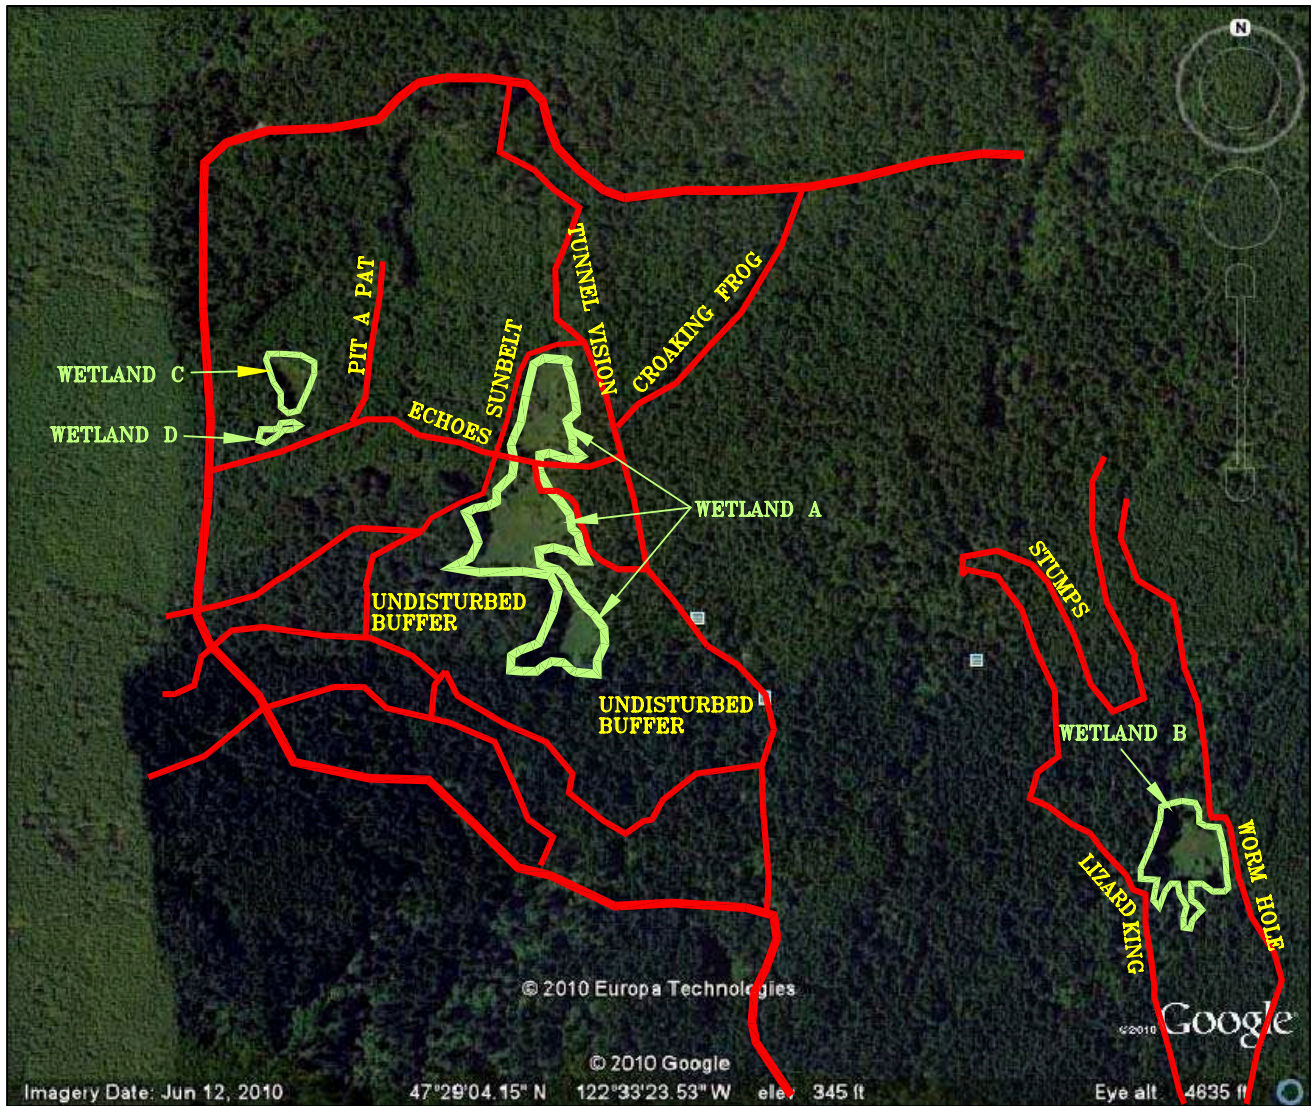 N
TUNNEL VISION
PIT A PAT
CROAKING FROG
SUNBELT
WETLAND C
ECHOES
WETLAND D
WETLAND A
STUMPS
UNDISTURBED
BUFFER
UNDISTURBED
BUFFER
WETLAND B
WORM HOLE
LIZARD KING
© 2010 Europa Technologies
©2010 Google
© 2010 Google
Imagery Date: Jun 12, 2010 47°29'04.15" N 122°33'23.53" W elev 345 ft Eye alt 4635 ft